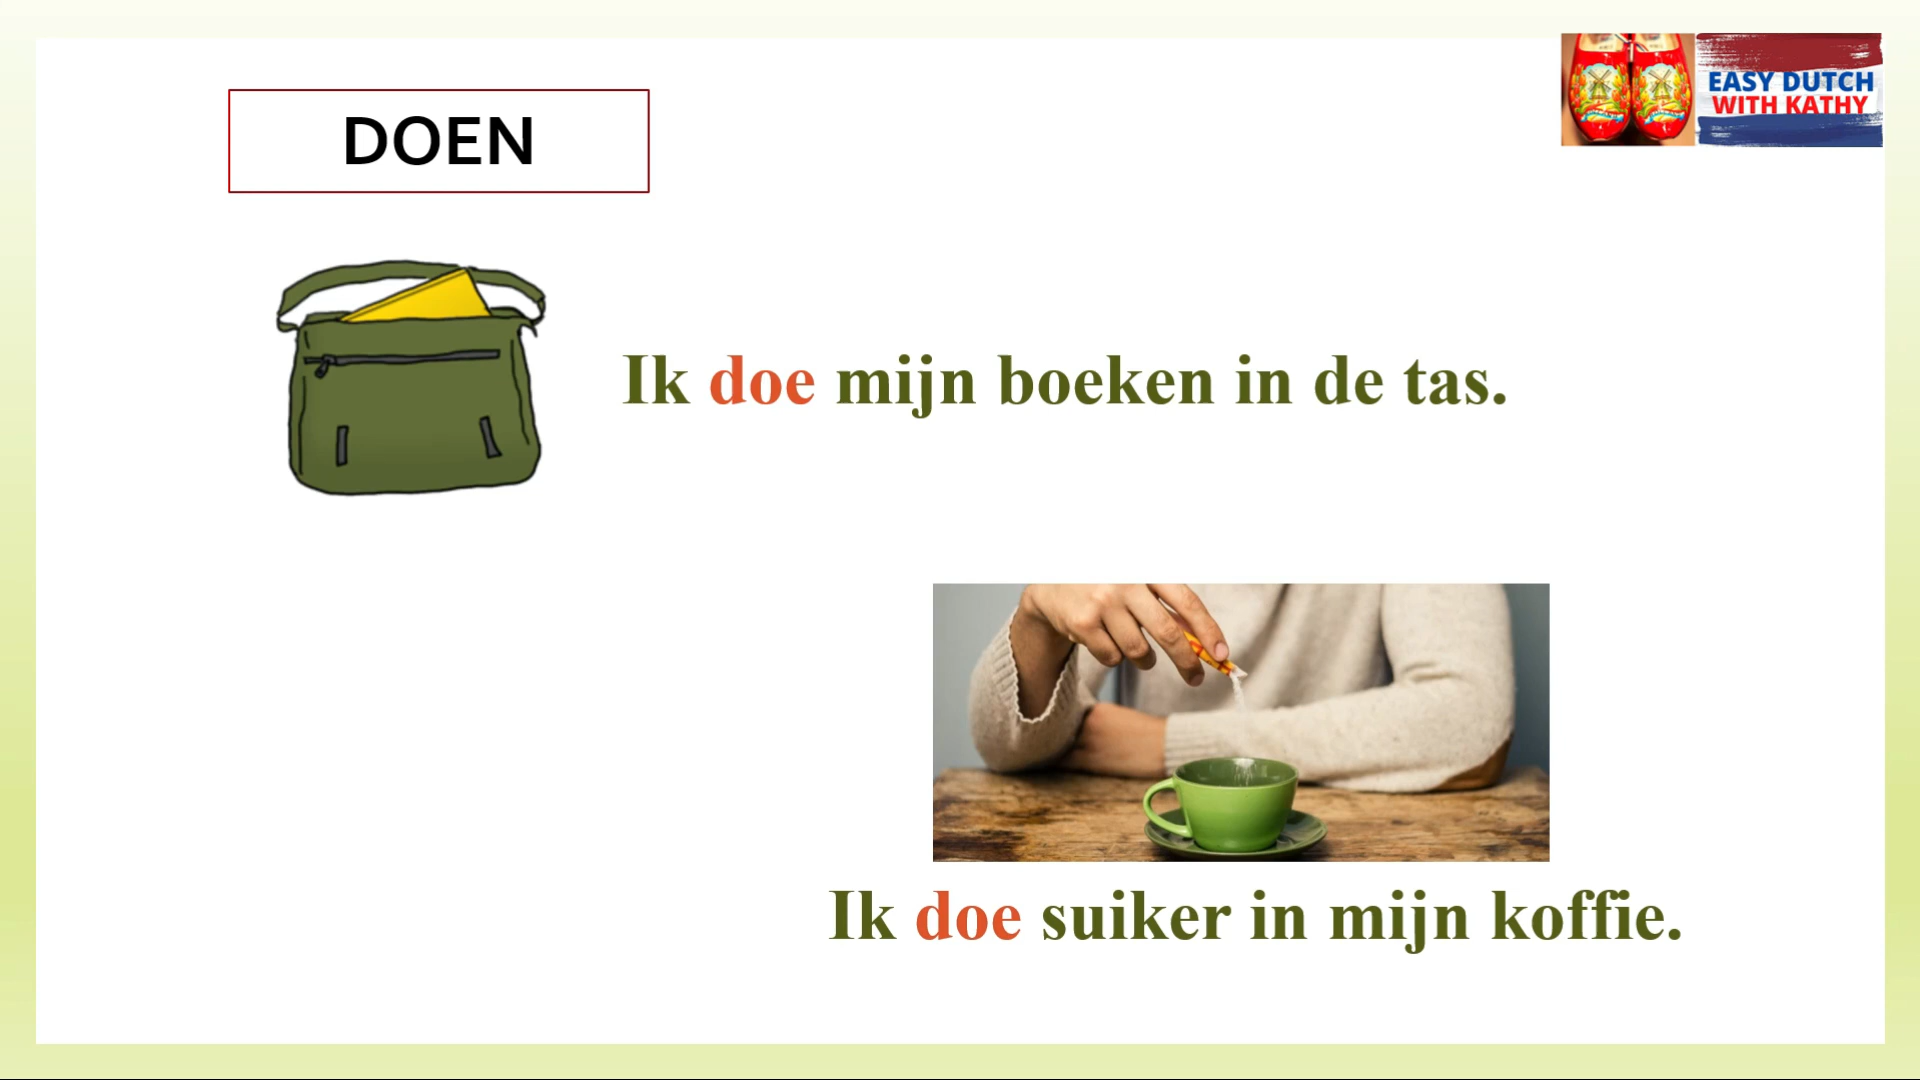 DOEN
EASY DUTCH
WITH KATHY
Ik doe mijn boeken in de tas.
Ik doe suiker in mijn koffie.